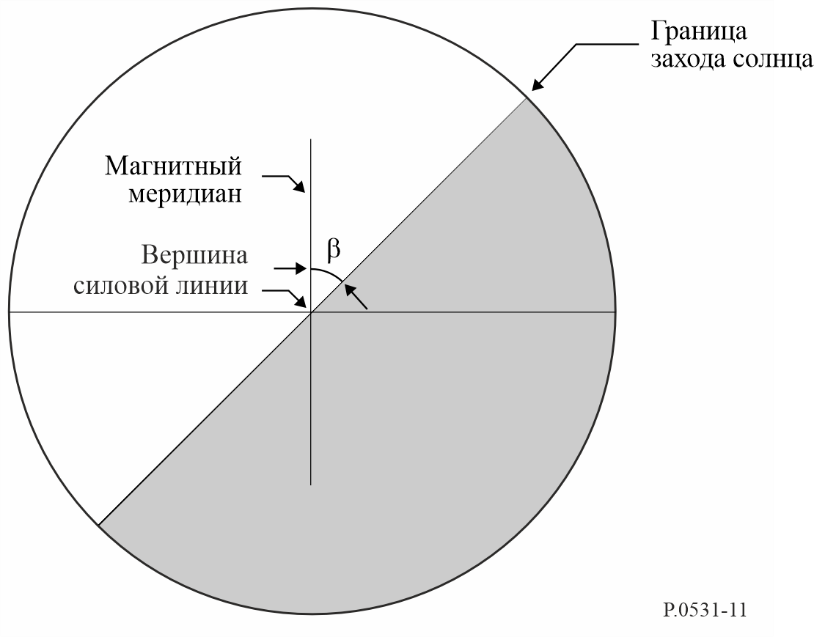 Граница
захода солнца
Магнитный
меридиан
Вершина
силовой линии
β
P.0531-11